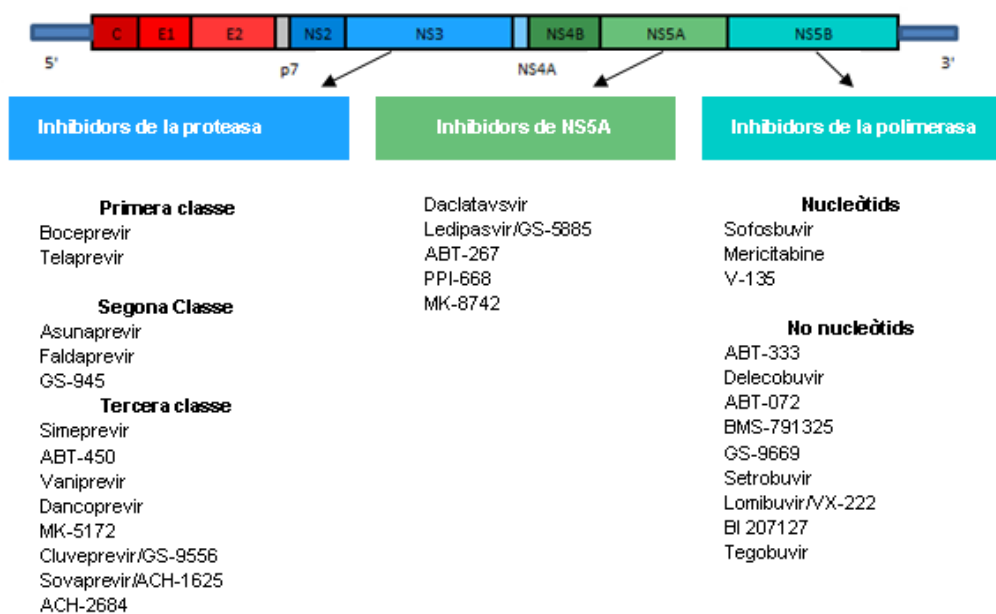 C E1 E2 NS2 NS3 NS4B NS5A NS5B
5' p7 NS4A 3'
Inhibidors de la proteasa
Inhibidors de NS5A
Inhibidors de la polimerasa
Primera classe
Boceprevir
Telaprevir
Segona Classe
Asunaprevir
Faldaprevir
GS-945
Tercera classe
Simeprevir
ABT-450
Vaniprevir
Dancoprevir
MK-5172
Cluveprevir/GS-9556
Sovaprevir/ACH-1625
ACH-2684
Daclatavsvir
Ledipasvir/GS-5885
ABT-267
PPI-668
MK-8742
Nucleòtids
Sofosbuvir
Mericitabine
V-135
No nucleòtids
ABT-333
Delecobuvir
ABT-072
BMS-791325
GS-9669
Setrobuvir
Lomibuvir/VX-222
BI 207127
Tegobuvir